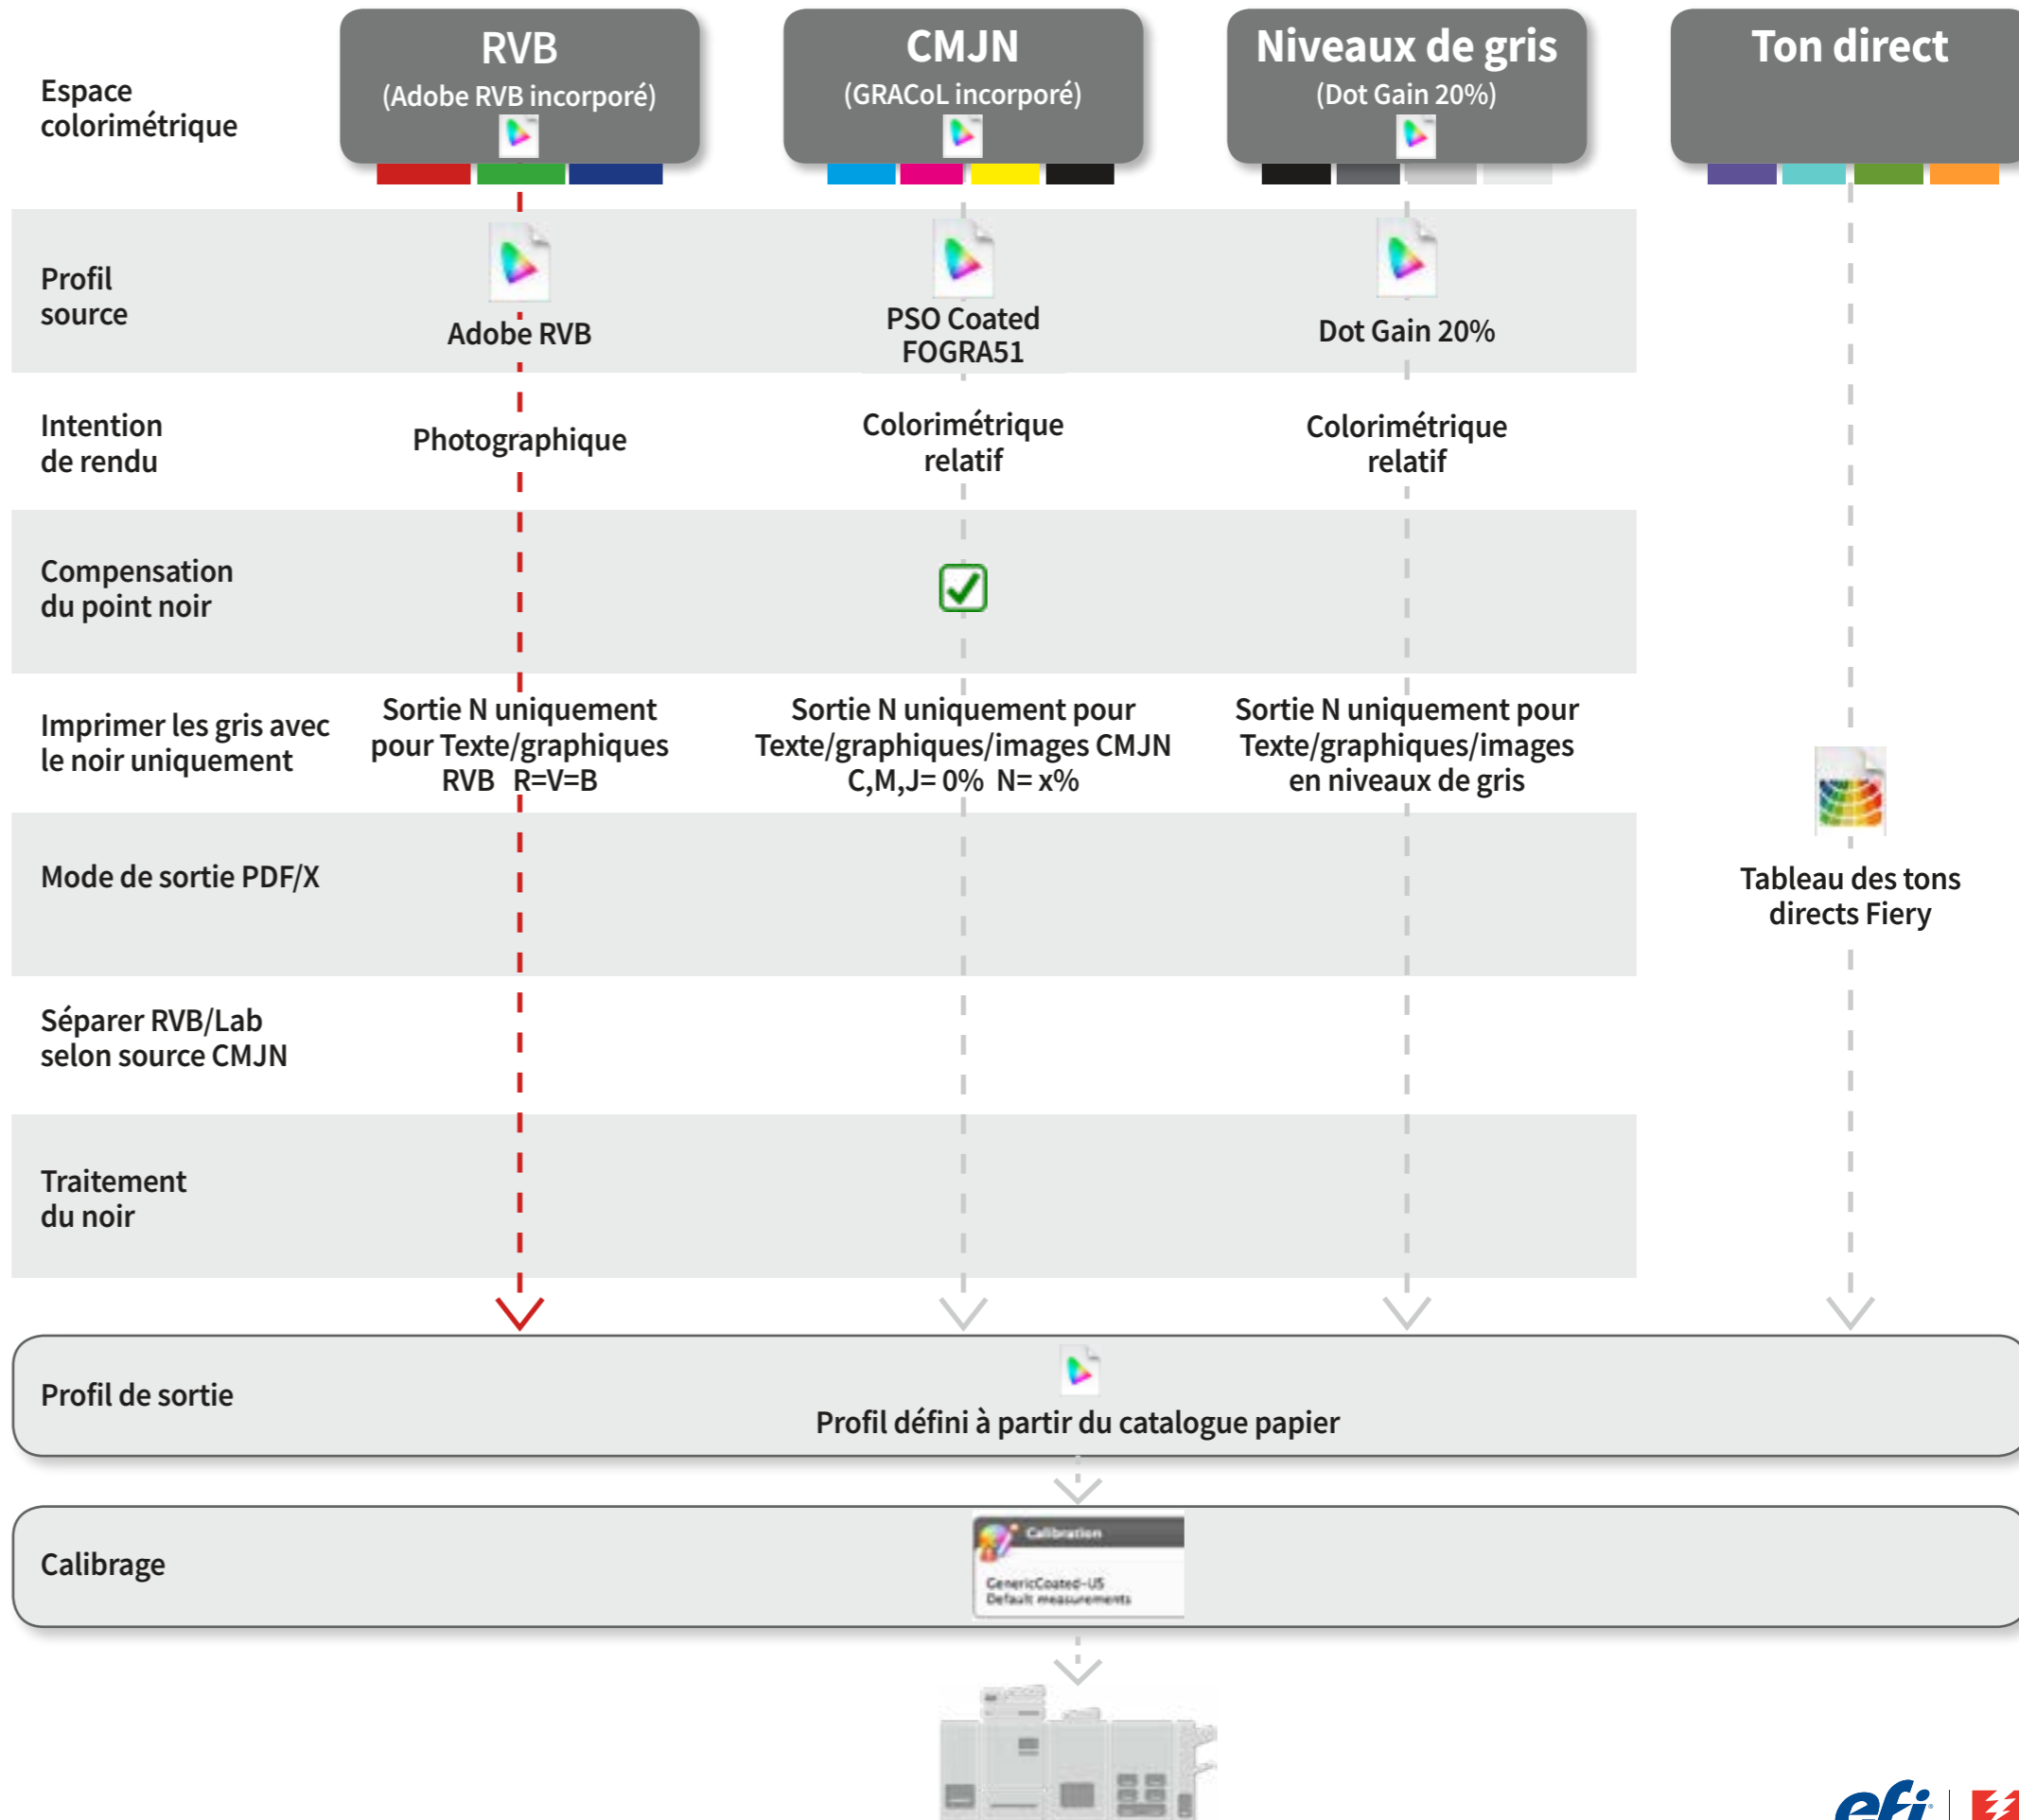 Espace
colorimétrique
RVB
(Adobe RVB incorporé)
CMJN
(GRACoL incorporé)
Niveaux de gris
(Dot Gain 20%)
Ton direct
Profil
source
Adobe RVB
PSO Coated
FOGRA51
Dot Gain 20%
Intention
de rendu
Photographique
Colorimétrique
relatif
Colorimétrique
relatif
Compensation
du point noir
Imprimer les gris avec
le noir uniquement
Sortie N uniquement
pour Texte/graphiques
RVB R=V=B
Sortie N uniquement pour
Texte/graphiques/images CMJN
C,M,J= 0% N= x%
Sortie N uniquement pour
Texte/graphiques/images
en niveaux de gris
Mode de sortie PDF/X
Tableau des tons
directs Fiery
Séparer RVB/Lab
selon source CMJN
Traitement
du noir
Profil de sortie
Profil défini à partir du catalogue papier
Calibrage
Calibration
GenericCoated-US
Default measurements
efi